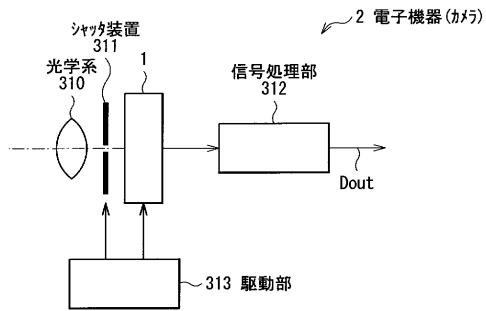 2 電子機器(カメラ)
シャッタ装置
311
光学系
310
1
信号処理部
312
Dout
313 駆動部